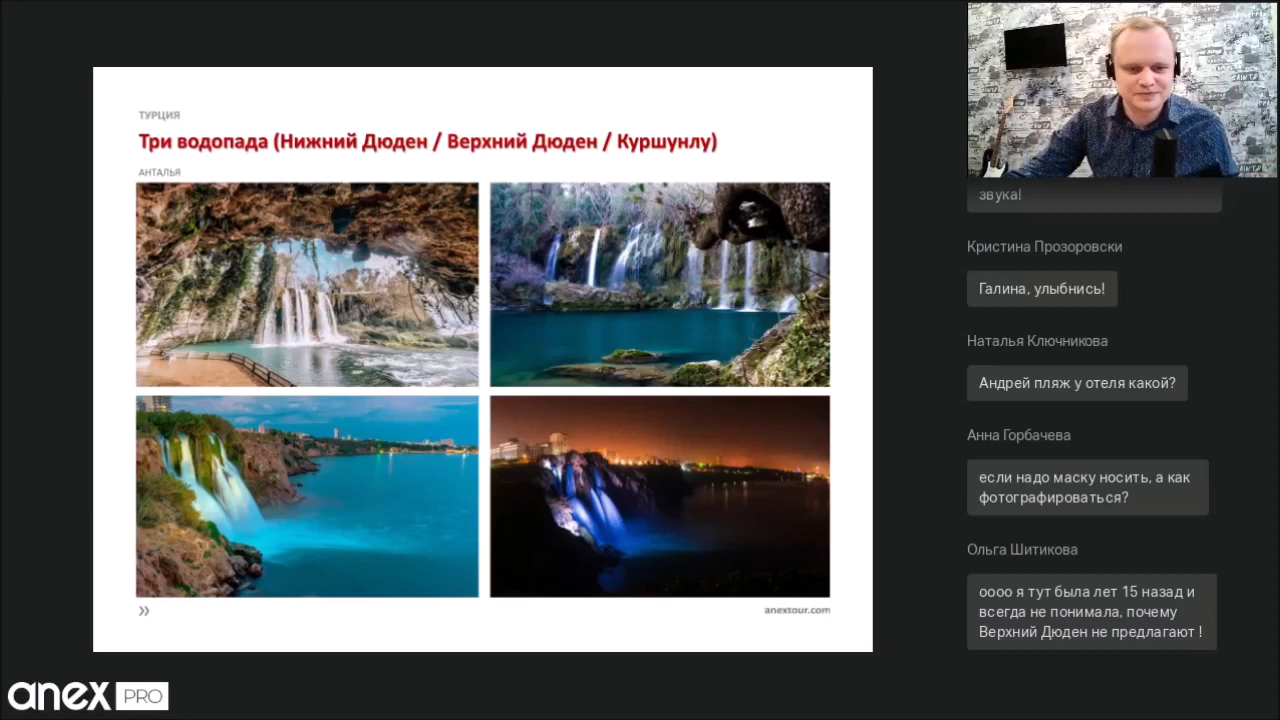 ТУРЦИЯ
Три водопада (Нижний Дюден / Верхний Дюден / Куршунлу)
АНТАЛЬЯ
anextour.com
anex PRO
звука!
Кристина Прозоровски
Галина, улыбнись!
Наталья Ключникова
Андрей пляж у отеля какой?
Анна Горбачева
если надо маску носить, а как
фотографироваться?
Ольга Шитикова
оооо я тут была лет 15 назад и
всегда не понимала, почему
Верхний Дюден не предлагают !